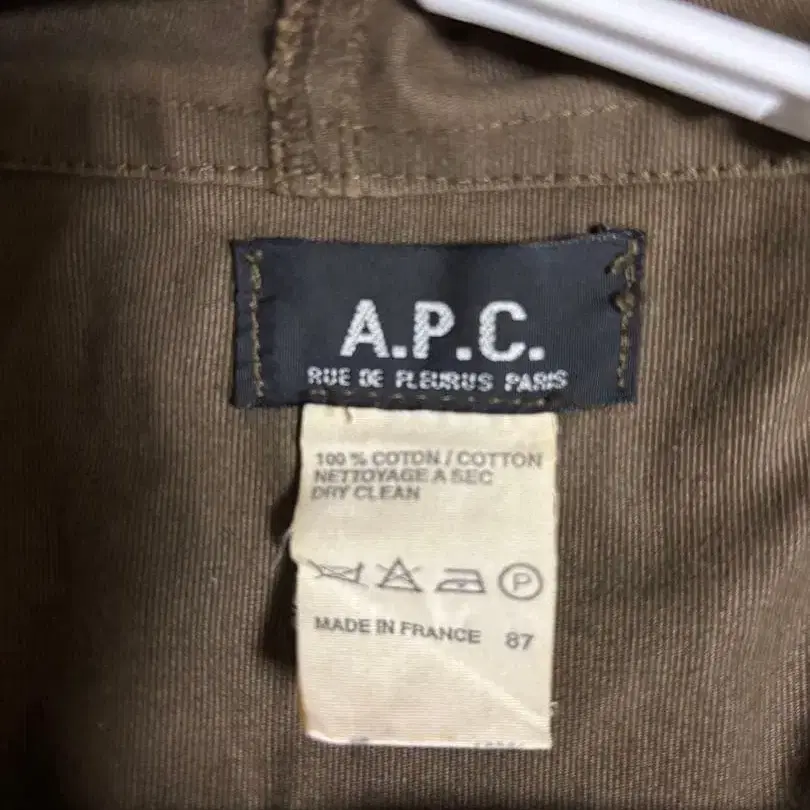 A.P.C.
RUE DE FLEURUS PARIS
100 % COTON / COTTON
NETTOYAGE A SEC
DRY CLEAN
P
MADE IN FRANCE 87